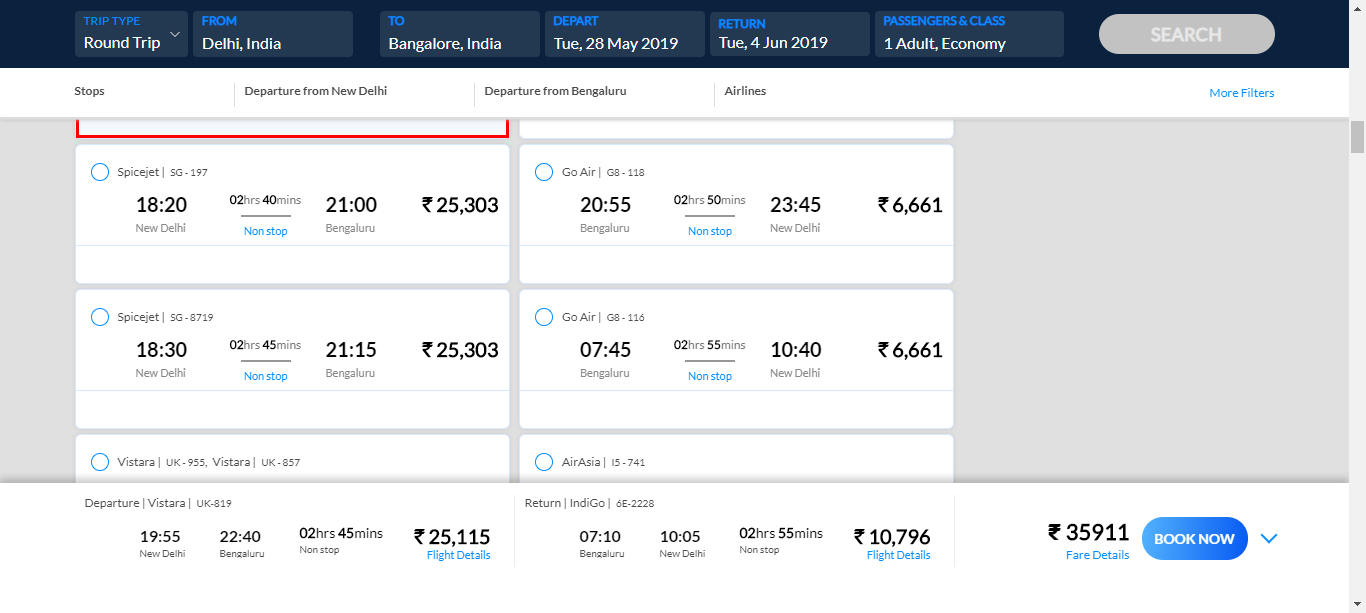 TRIP TYPE FROM TO DEPART RETURN PASSENGERS & CLASS
Round Trip Delhi, India Bangalore, India Tue, 28 May 2019 Tue, 4 Jun 2019 1 Adult, Economy SEARCH
Stops Departure from New Delhi Departure from Bengaluru Airlines More Filters
Spicejet | SG - 197
18:20 02hrs 40mins 21:00 ₹ 25,303
New Delhi Non stop Bengaluru
Go Air | G8 - 118
20:55 02hrs 50mins 23:45 ₹ 6,661
Bengaluru Non stop New Delhi
Spicejet | SG - 8719
18:30 02hrs 45mins 21:15 ₹ 25,303
New Delhi Non stop Bengaluru
Go Air | G8 - 116
07:45 02hrs 55mins 10:40 ₹ 6,661
Bengaluru Non stop New Delhi
Vistara | UK - 955, Vistara | UK - 857
AirAsia | I5 - 741
Departure | Vistara | UK-819
19:55 22:40 02hrs 45mins ₹ 25,115
New Delhi Bengaluru Non stop Flight Details
Return | IndiGo | 6E-2228
07:10 10:05 02hrs 55mins ₹ 10,796
Bengaluru New Delhi Non stop Flight Details
₹ 35911
Fare Details
BOOK NOW